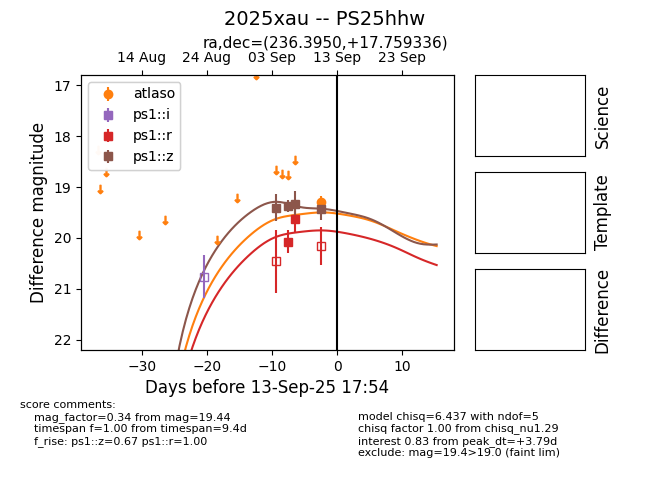 2025xau -- PS25hhw
ra,dec=(236.3950,+17.759336)
14 Aug 24 Aug 03 Sep 13 Sep 23 Sep
17
18
19
20
21
22
Difference magnitude
atlaso
ps1::i
ps1::r
ps1::z
−30 −20 −10 0 10
Days before 13-Sep-25 17:54
Science
Template
Difference
score comments:
mag_factor=0.34 from mag=19.44
timespan f=1.00 from timespan=9.4d
f_rise: ps1::z=0.67 ps1::r=1.00
model chisq=6.437 with ndof=5
chisq factor 1.00 from chisq_nu1.29
interest 0.83 from peak_dt=+3.79d
exclude: mag=19.4>19.0 (faint lim)